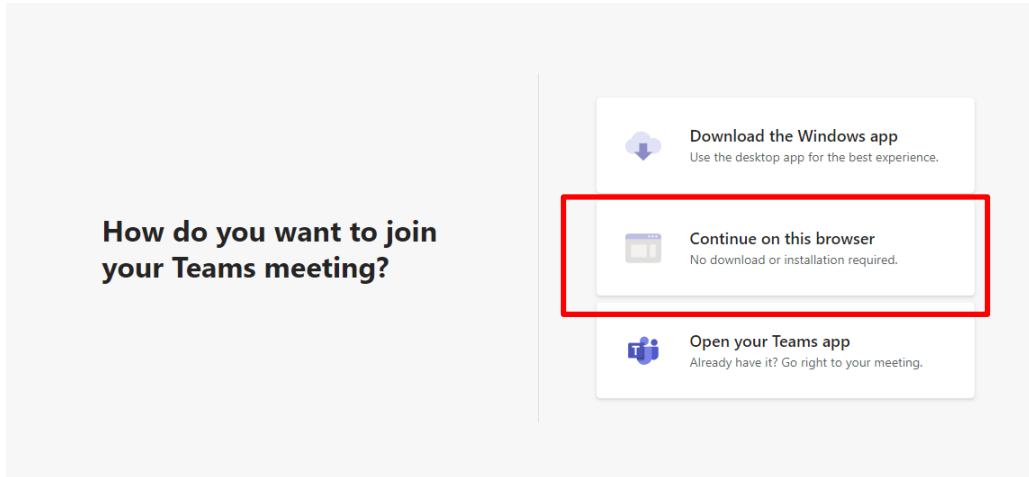 How do you want to join
your Teams meeting?
Download the Windows app
Use the desktop app for the best experience.
Continue on this browser
No download or installation required.
Open your Teams app
Already have it? Go right to your meeting.